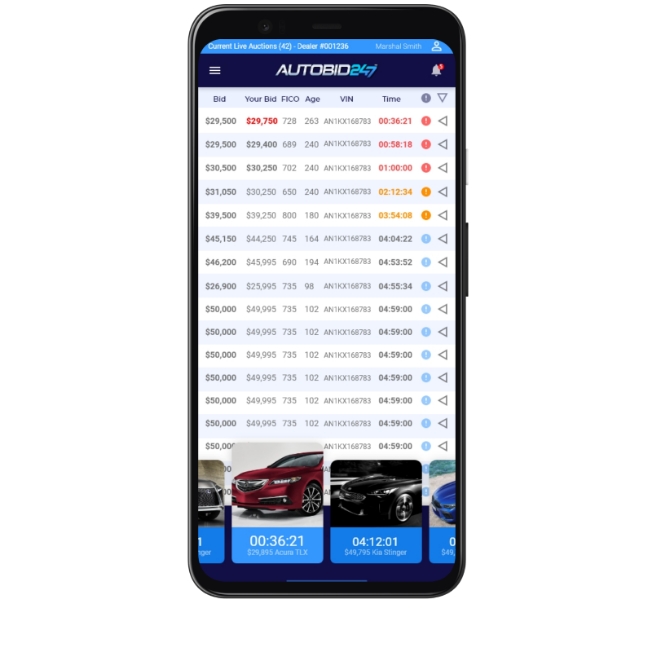 Current Live Auctions (42) - Dealer #001236 Marshal Smith
AUTOBID247
Bid Your Bid FICO Age VIN Time
$29,500 $29,750 728 263 AN1KX168783 00:36:21
$29,500 $29,400 689 240 AN1KX168783 00:58:18
$30,500 $30,250 702 240 AN1KX168783 01:00:00
$31,050 $30,250 650 240 AN1KX168783 02:12:34
$39,500 $39,250 800 180 AN1KX168783 03:54:08
$45,150 $44,250 745 164 AN1KX168783 04:04:22
$46,200 $45,995 690 194 AN1KX168783 04:53:52
$26,900 $25,995 735 98 AN1KX168783 04:55:34
$50,000 $49,995 735 102 AN1KX168783 04:59:00
$50,000 $49,995 735 102 AN1KX168783 04:59:00
$50,000 $49,995 735 102 AN1KX168783 04:59:00
$50,000 $49,995 735 102 AN1KX168783 04:59:00
$50,000 $49,995 735 102 AN1KX168783 04:59:00
$50,000 $49,995 735 102 AN1KX168783 04:59:00
$50,000 AN1KX168783 04:59:00
1 00:36:21 04:12:01 0
nger $29,895 Acura TLX $49,795 Kia Stinger $49,